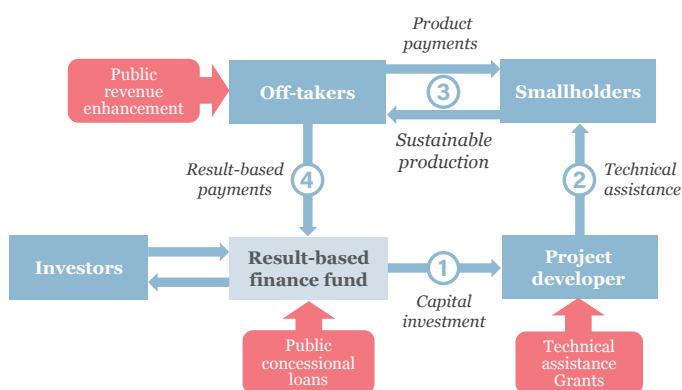 Product
payments
Public
revenue
enhancement
Off-takers
3
Smallholders
Sustainable
production
Result-based
payments
4
2
Technical
assistance
Investors
Result-based
finance fund
1
Project
developer
Capital
investment
Public
concessional
loans
Technical
assistance
Grants